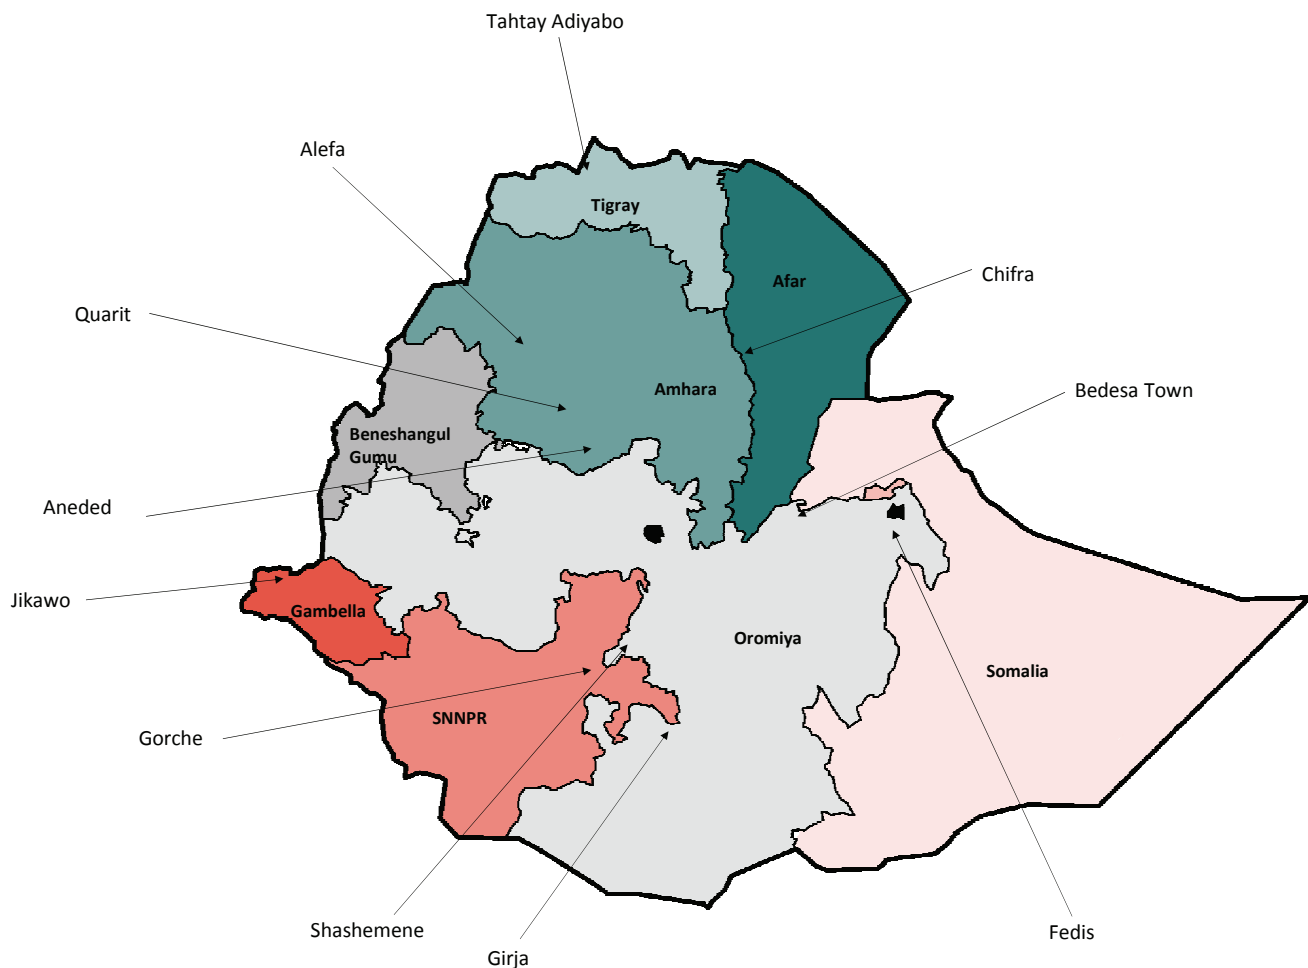 Tahtay Adiyabo
Alefa
Tigray
Chifra
Afar
Quarit
Amhara
Bedesa Town
Beneshangul
Gumu
Aneded
Jikawo
Gambella
Oromiya
Somalia
SNNPR
Gorche
Shashemene
Girja
Fedis